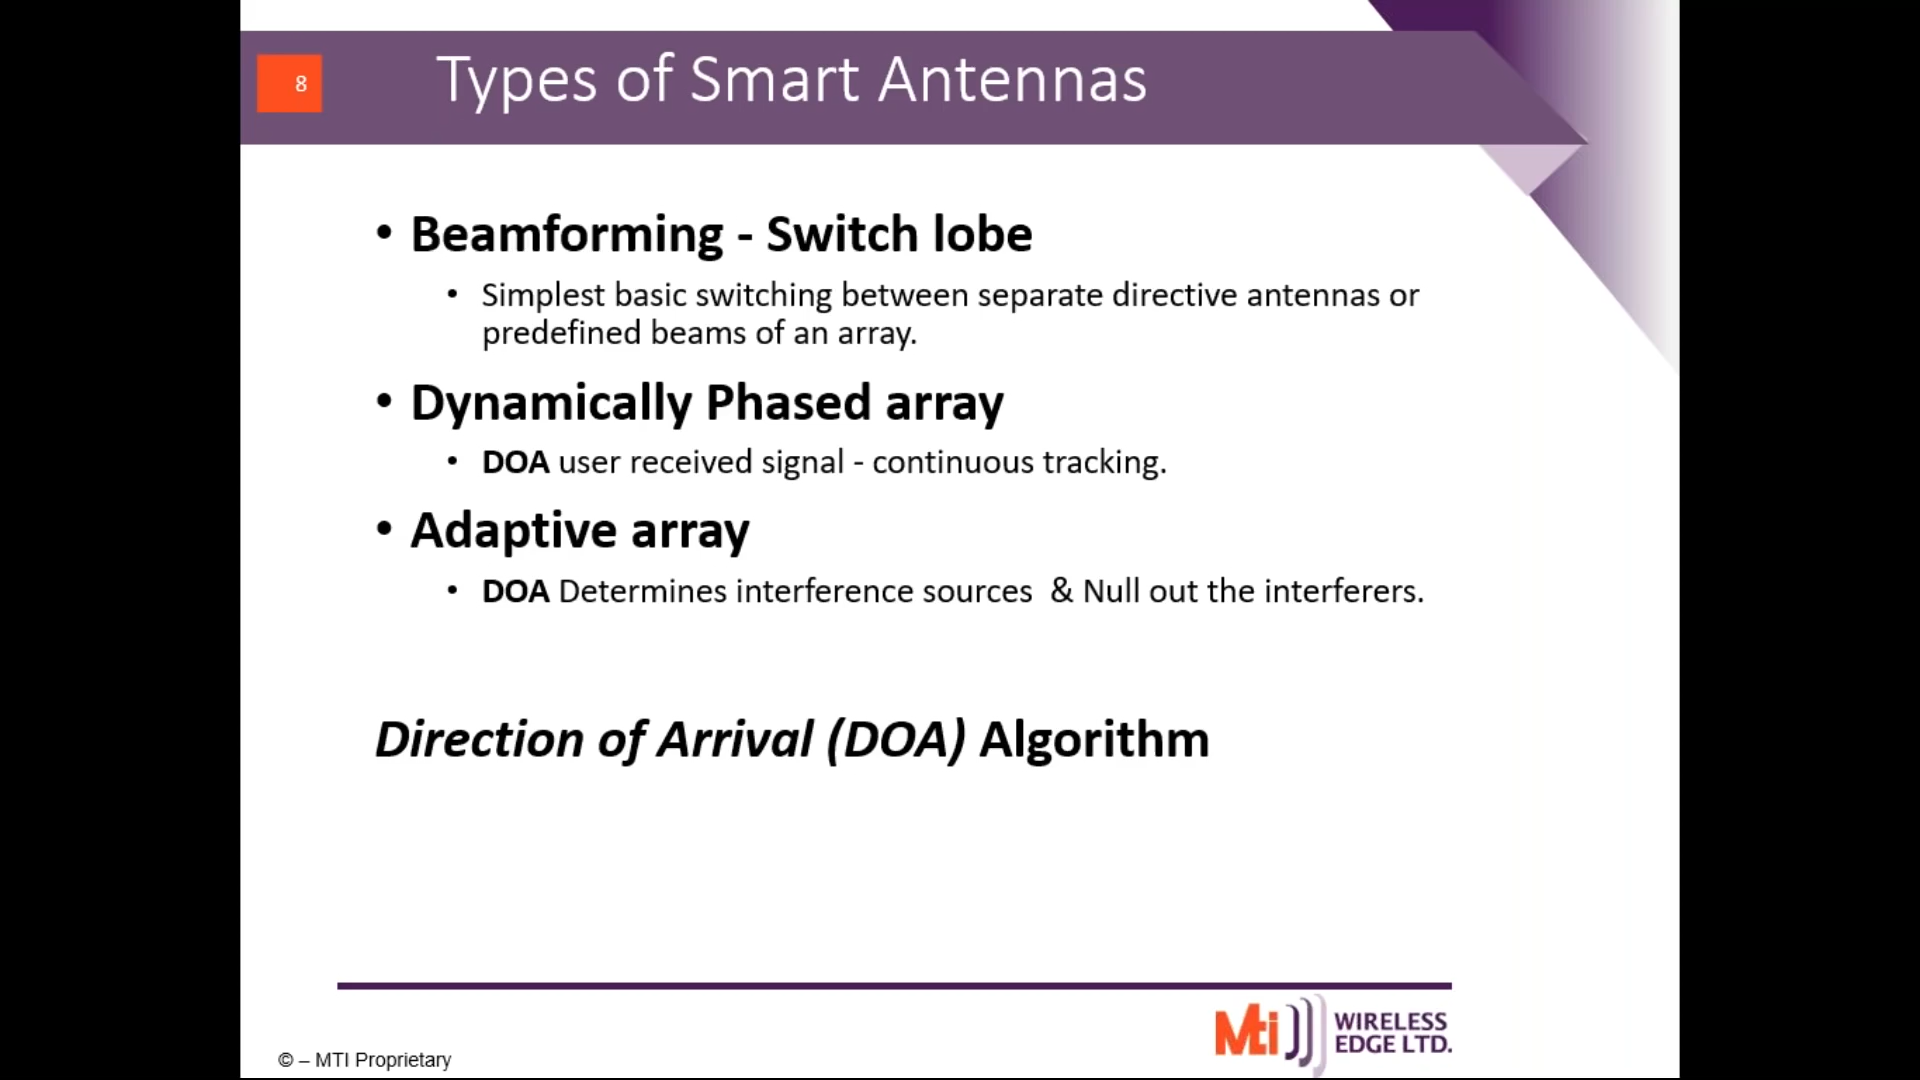 8
Types of Smart Antennas
• Beamforming - Switch lobe
• Simplest basic switching between separate directive antennas or
predefined beams of an array.
• Dynamically Phased array
• DOA user received signal - continuous tracking.
• Adaptive array
• DOA Determines interference sources & Null out the interferers.
Direction of Arrival (DOA) Algorithm
Mti WIRELESS
EDGE LTD.
© – MTI Proprietary